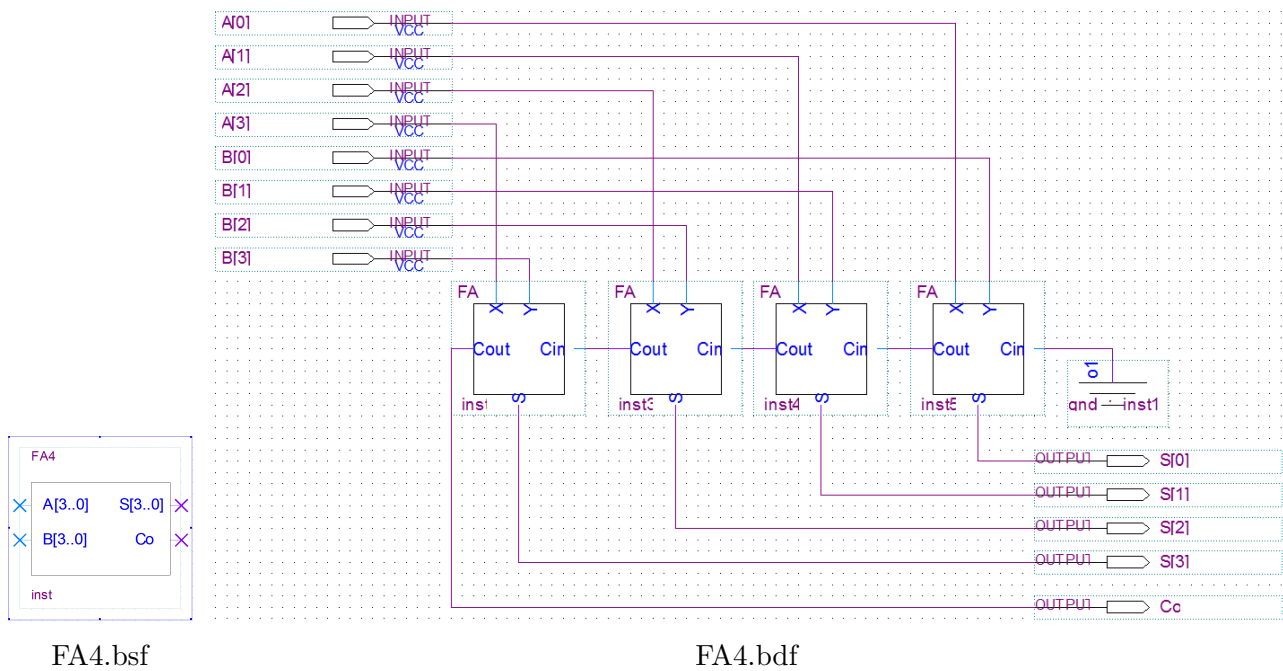 A[0] INPUT VCC
A[1] INPUT VCC
A[2] INPUT VCC
A[3] INPUT VCC
B[0] INPUT VCC
B[1] INPUT VCC
B[2] INPUT VCC
B[3] INPUT VCC
FA FA FA FA
X Y X Y X Y X Y
Cout Cin Cout Cin Cout Cin Cout Cin
S S S S
inst inst3 inst4 inst5
o1
gnd inst1
OUTPUT S[0]
OUTPUT S[1]
OUTPUT S[2]
OUTPUT S[3]
OUTPUT Co
FA4
A[3..0] S[3..0]
B[3..0] Co
inst
FA4.bsf FA4.bdf